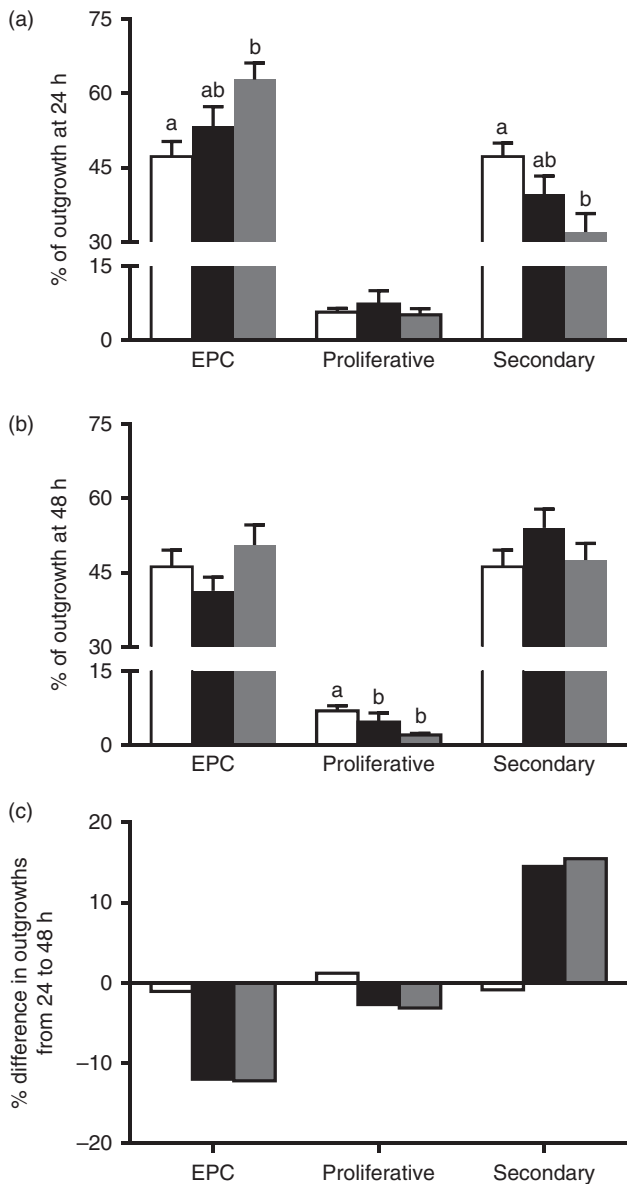 (a)
% of outgrowth at 24 h
75
60
45
30
15
0
a
ab
b
a
ab
b
EPC
Proliferative
Secondary
(b)
% of outgrowth at 48 h
75
60
45
30
15
0
a
b
b
EPC
Proliferative
Secondary
(c)
% difference in outgrowths
from 24 to 48 h
20
10
0
–10
–20
EPC
Proliferative
Secondary